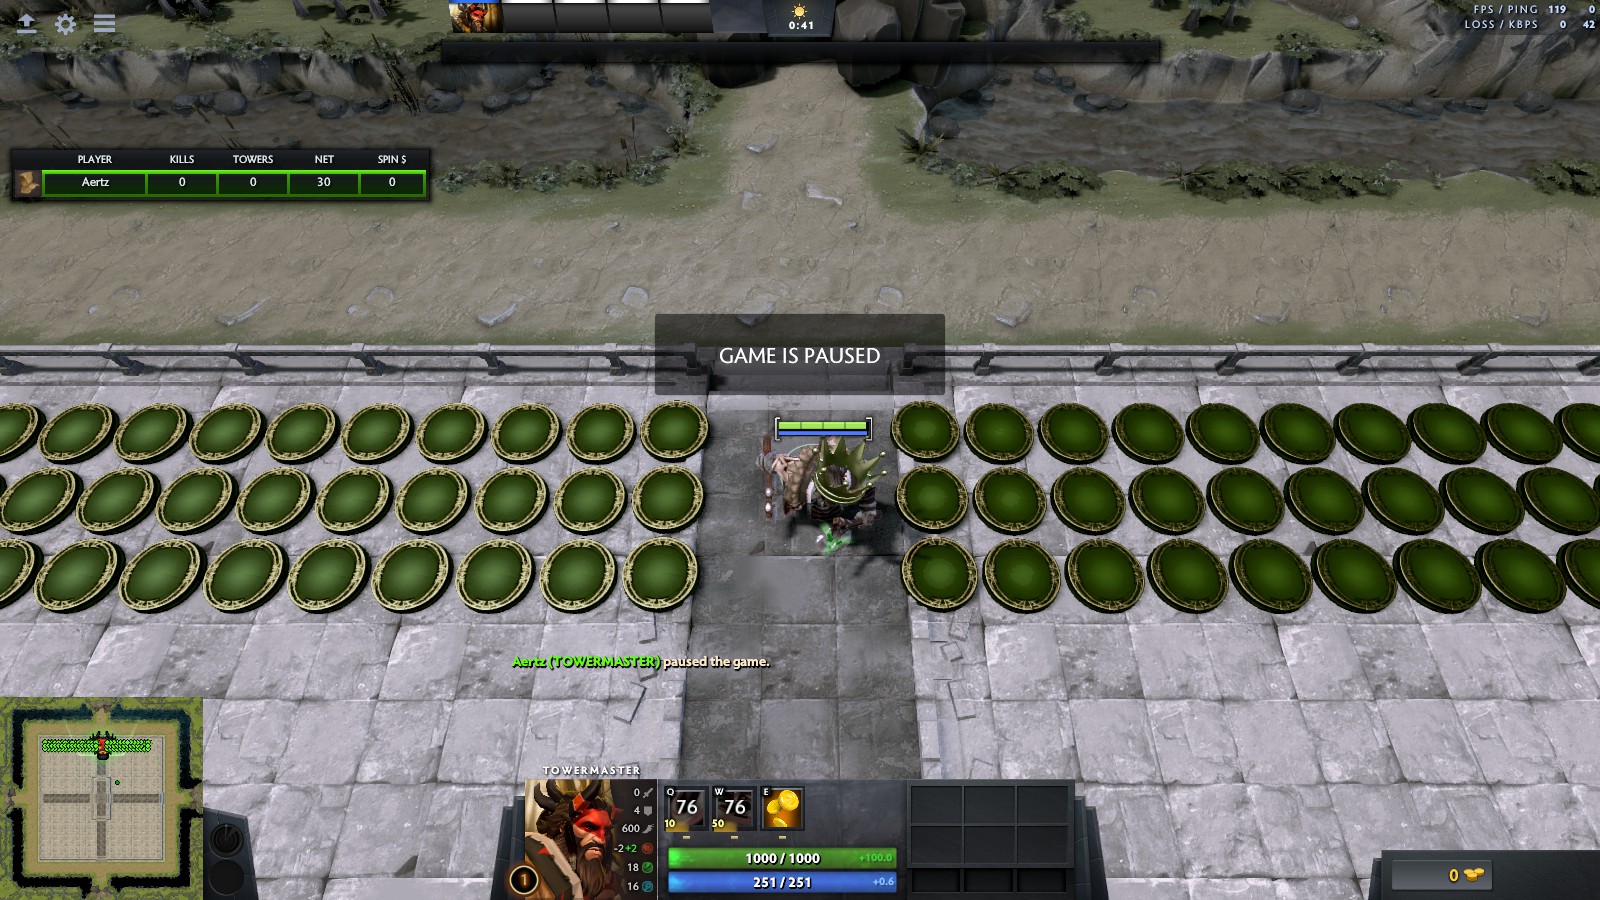 0:41
FPS / PING 119 0
LOSS / KBPS 0 42
PLAYER KILLS TOWERS NET SPIN $
Aertz 0 0 30 0
GAME IS PAUSED
Aertz (TOWERMASTER) paused the game.
TOWERMASTER
0
4
600
-2+2
18
16
1
Q W E
76 76
10 50
1000 / 1000 +100.0
251 / 251 +0.6
0